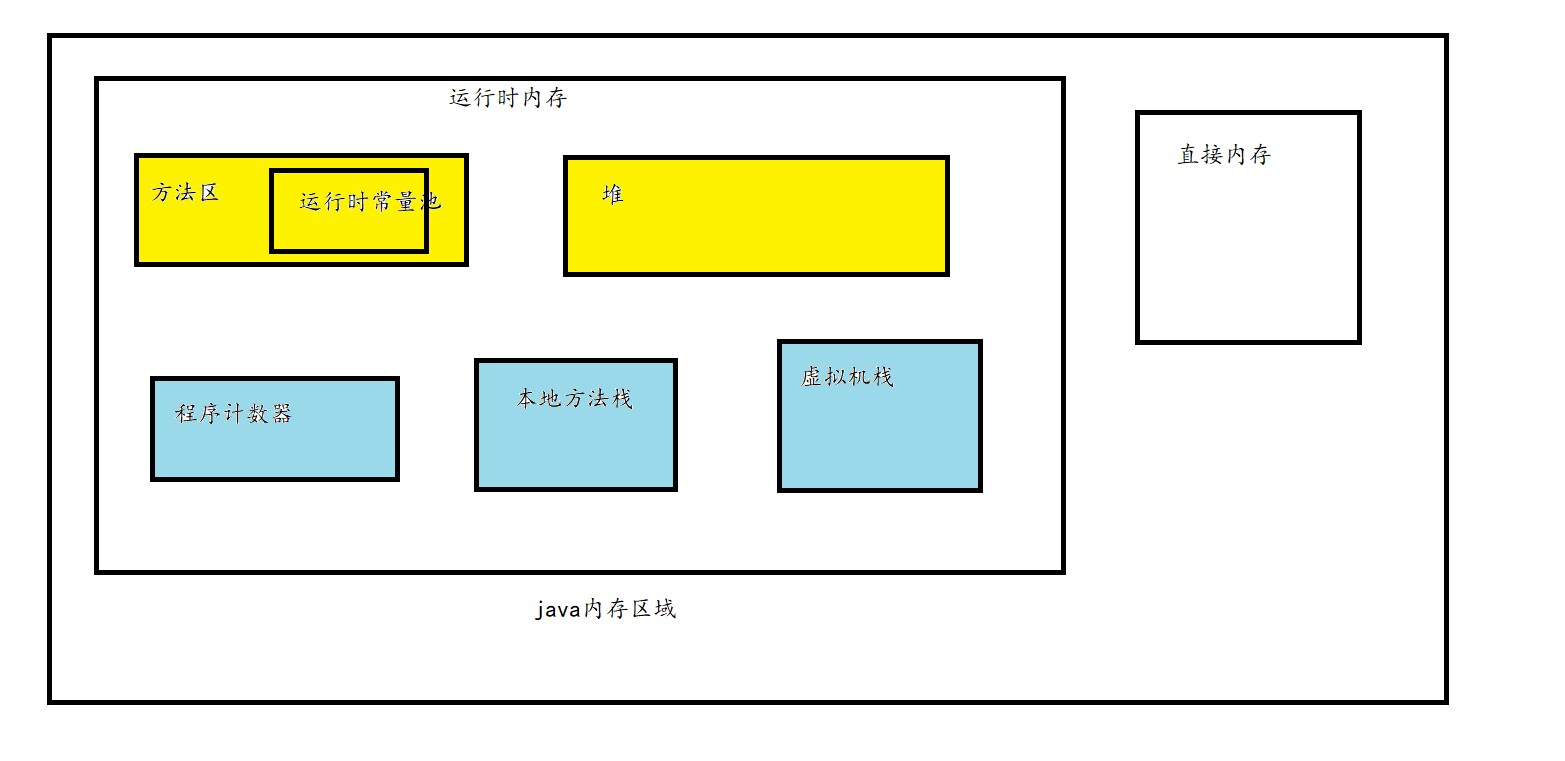 运行时内存
直接内存
方法区
运行时常量池
堆
程序计数器
本地方法栈
虚拟机栈
java内存区域